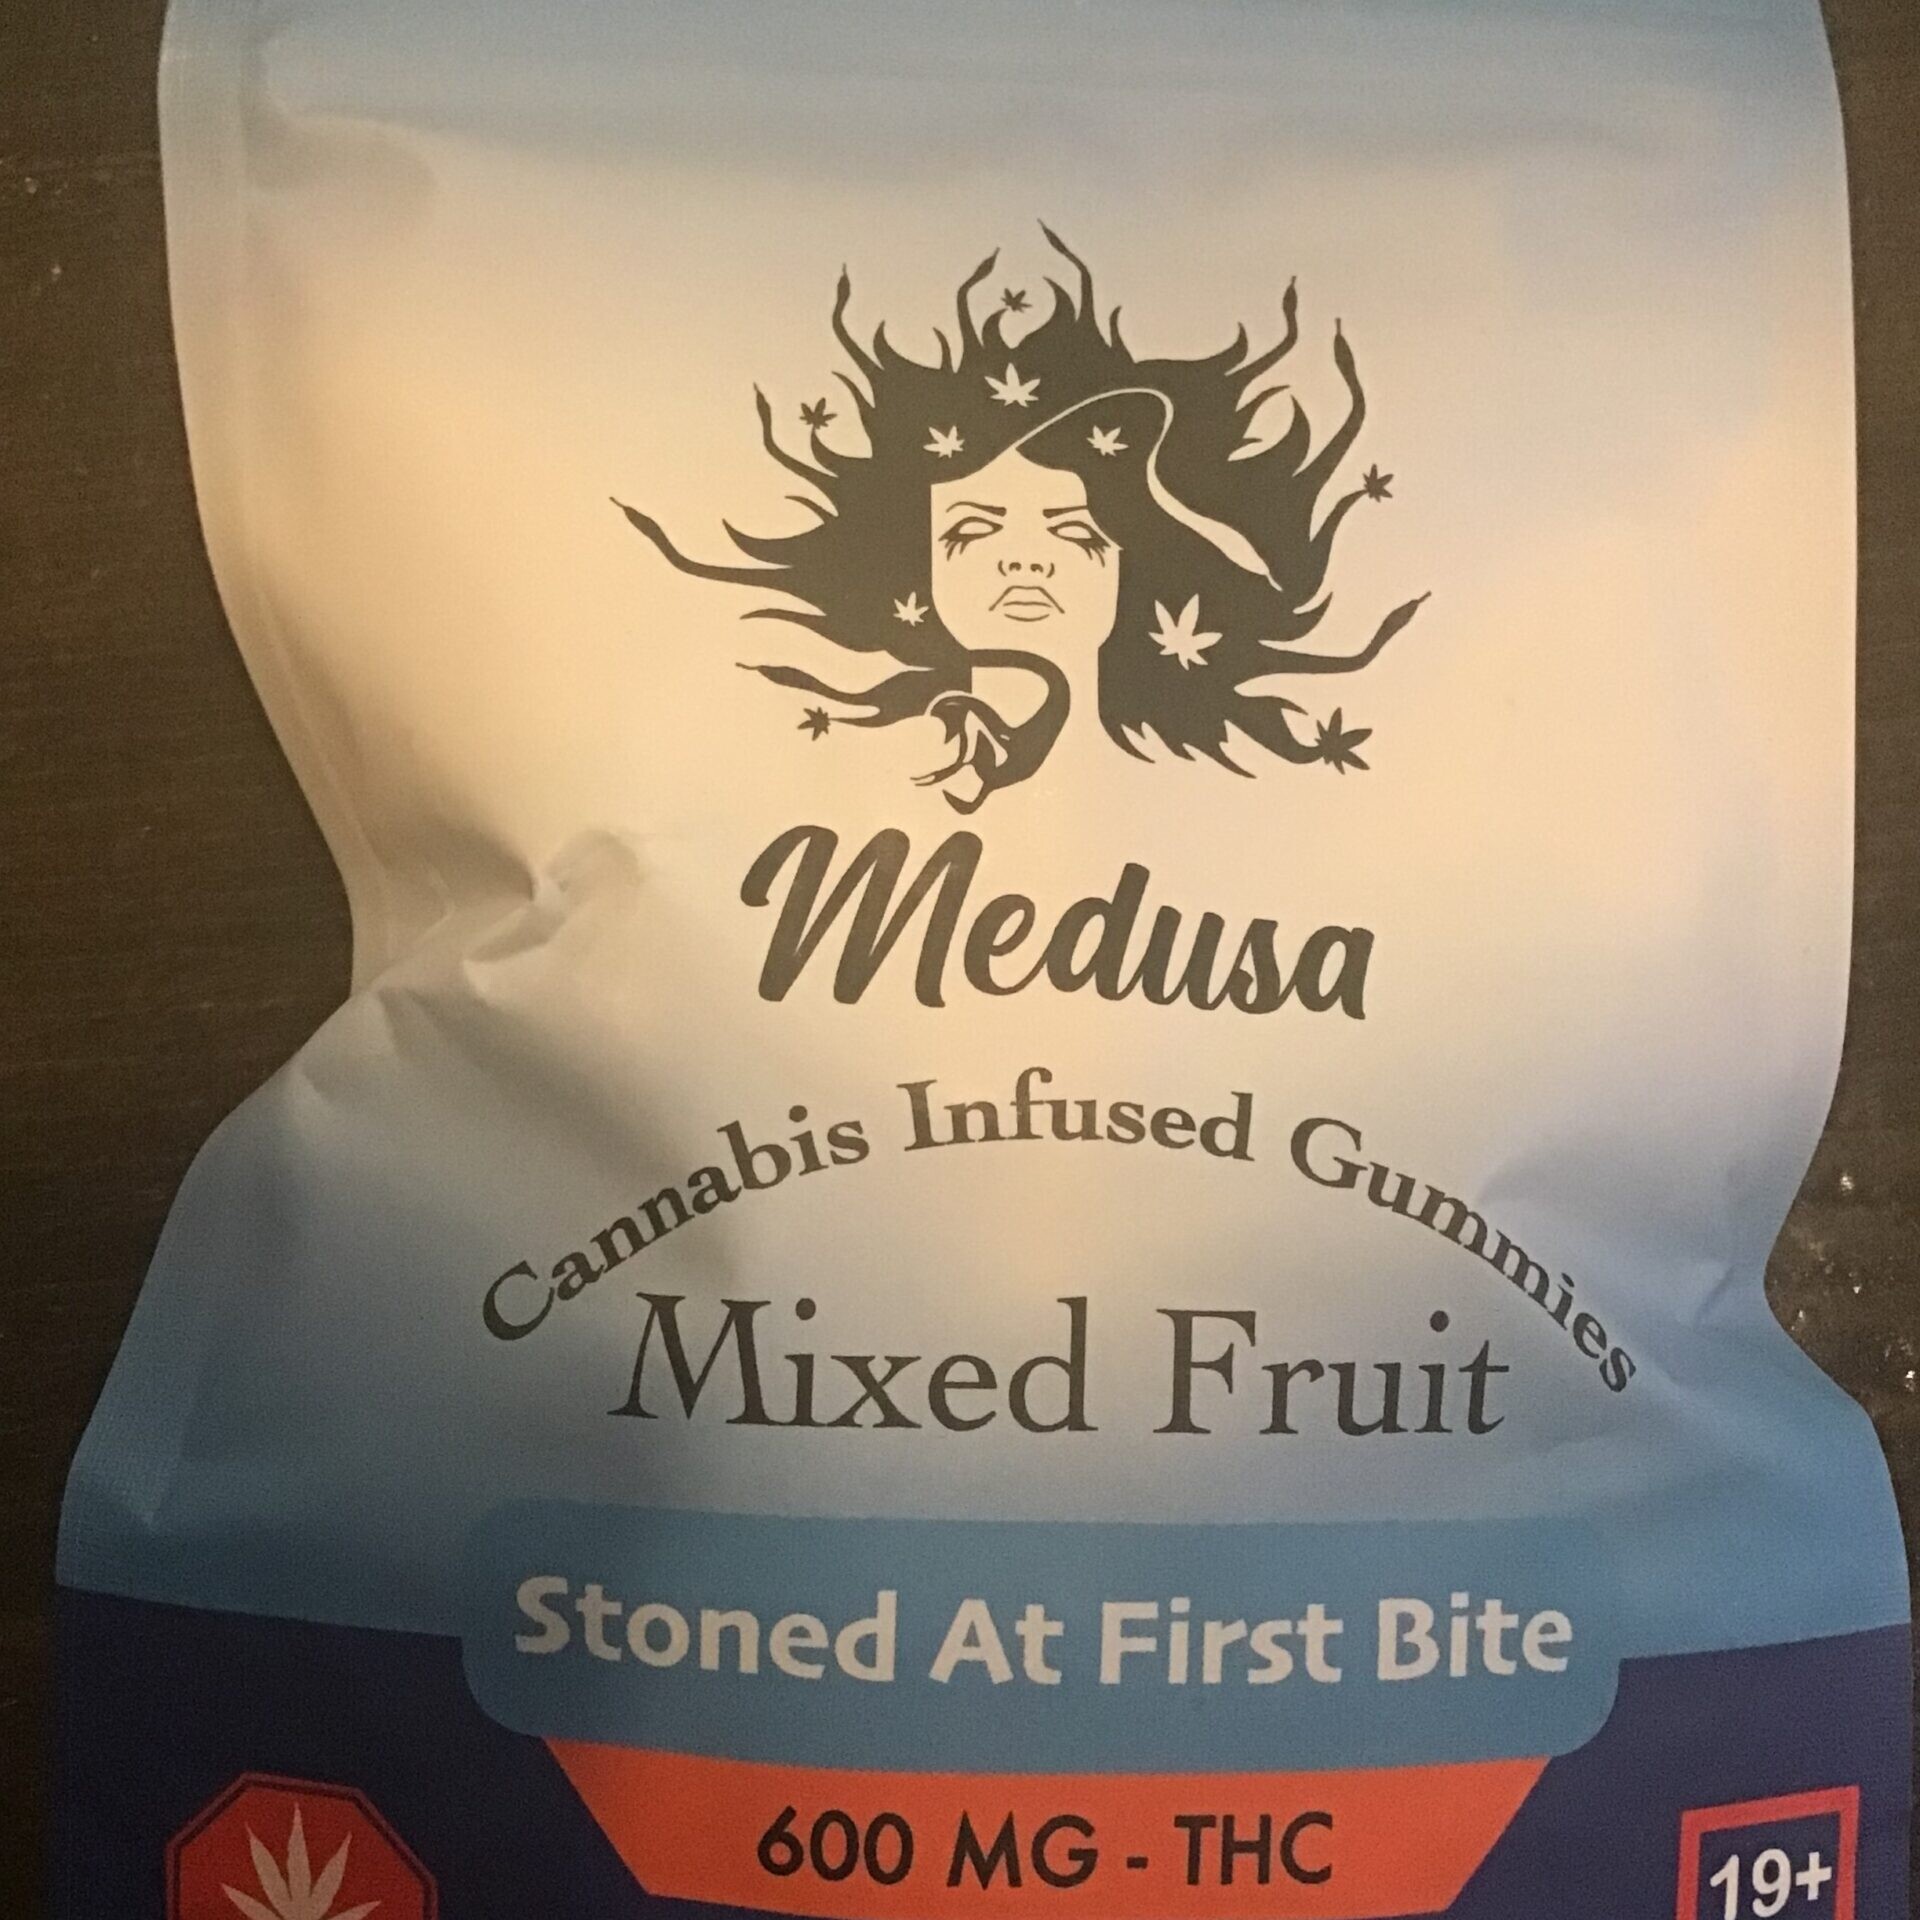 Medusa
Cannabis Infused Gummies
Mixed Fruit
Stoned At First Bite
600 MG - THC
19+